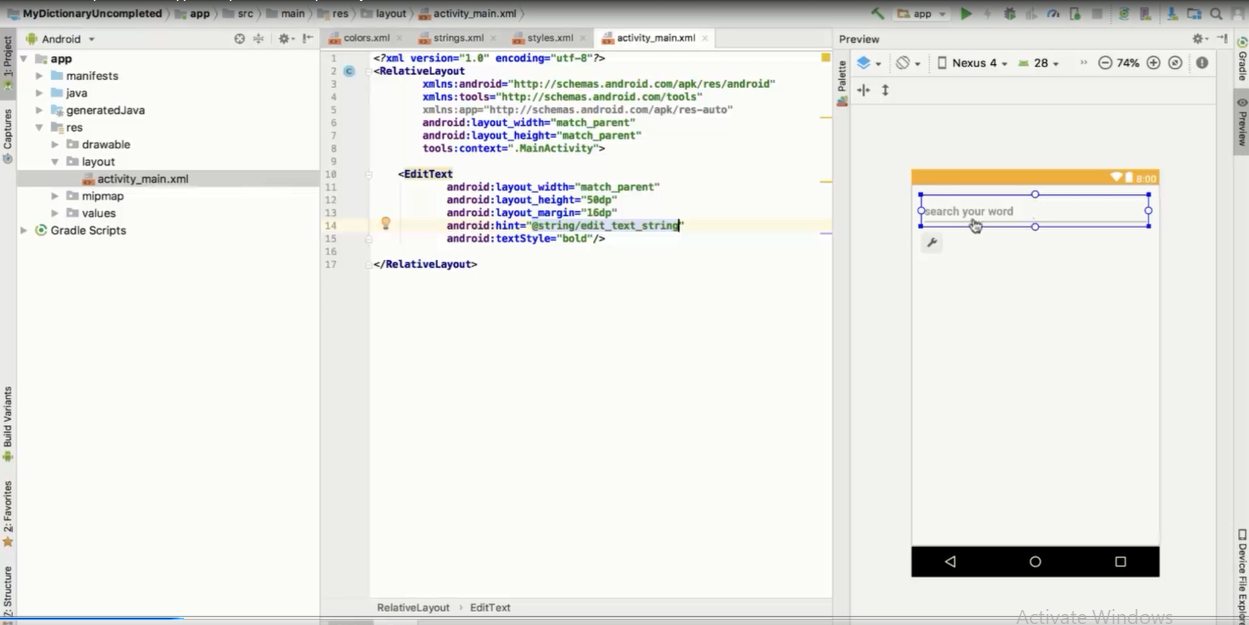 MyDictionaryUncompleted app src main res layout activity_main.xml app
Android colors.xml strings.xml styles.xml activity_main.xml Preview
1: Project
Captures
Build Variants
2: Favorites
Z: Structure
app
manifests
java
generatedJava
res
drawable
layout
activity_main.xml
mipmap
values
Gradle Scripts
1 <?xml version="1.0" encoding="utf-8"?>
2 <RelativeLayout
3 xmlns:android="http://schemas.android.com/apk/res/android"
4 xmlns:tools="http://schemas.android.com/tools"
5 xmlns:app="http://schemas.android.com/apk/res-auto"
6 android:layout_width="match_parent"
7 android:layout_height="match_parent"
8 tools:context=".MainActivity">
9
10 <EditText
11 android:layout_width="match_parent"
12 android:layout_height="50dp"
13 android:layout_margin="16dp"
14 android:hint="@string/edit_text_string"
15 android:textStyle="bold"/>
16
17 </RelativeLayout>
RelativeLayout EditText
Palette
Nexus 4 28 74%
8:00
search your word
Gradle
Preview
Device File Explorer
Activate Windows